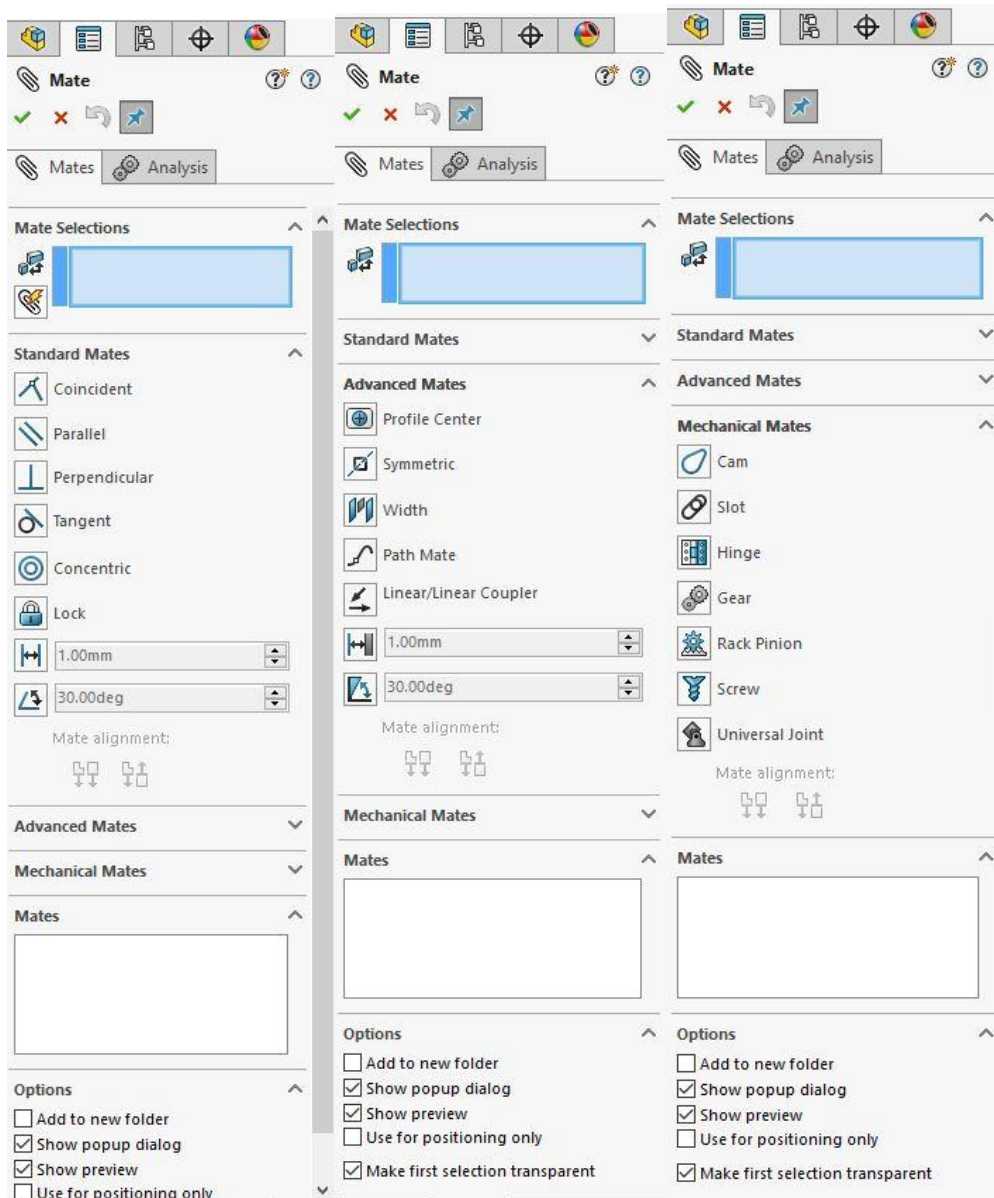 Mate
Mates Analysis
Mate Selections
Standard Mates
Coincident
Parallel
Perpendicular
Tangent
Concentric
Lock
1.00mm
30.00deg
Mate alignment:
Advanced Mates
Mechanical Mates
Mates
Options
Add to new folder
Show popup dialog
Show preview
Use for positioning only
Mate
Mates Analysis
Mate Selections
Standard Mates
Advanced Mates
Profile Center
Symmetric
Width
Path Mate
Linear/Linear Coupler
1.00mm
30.00deg
Mate alignment:
Mechanical Mates
Mates
Options
Add to new folder
Show popup dialog
Show preview
Use for positioning only
Make first selection transparent
Mate
Mates Analysis
Mate Selections
Standard Mates
Advanced Mates
Mechanical Mates
Cam
Slot
Hinge
Gear
Rack Pinion
Screw
Universal Joint
Mate alignment:
Mates
Options
Add to new folder
Show popup dialog
Show preview
Use for positioning only
Make first selection transparent